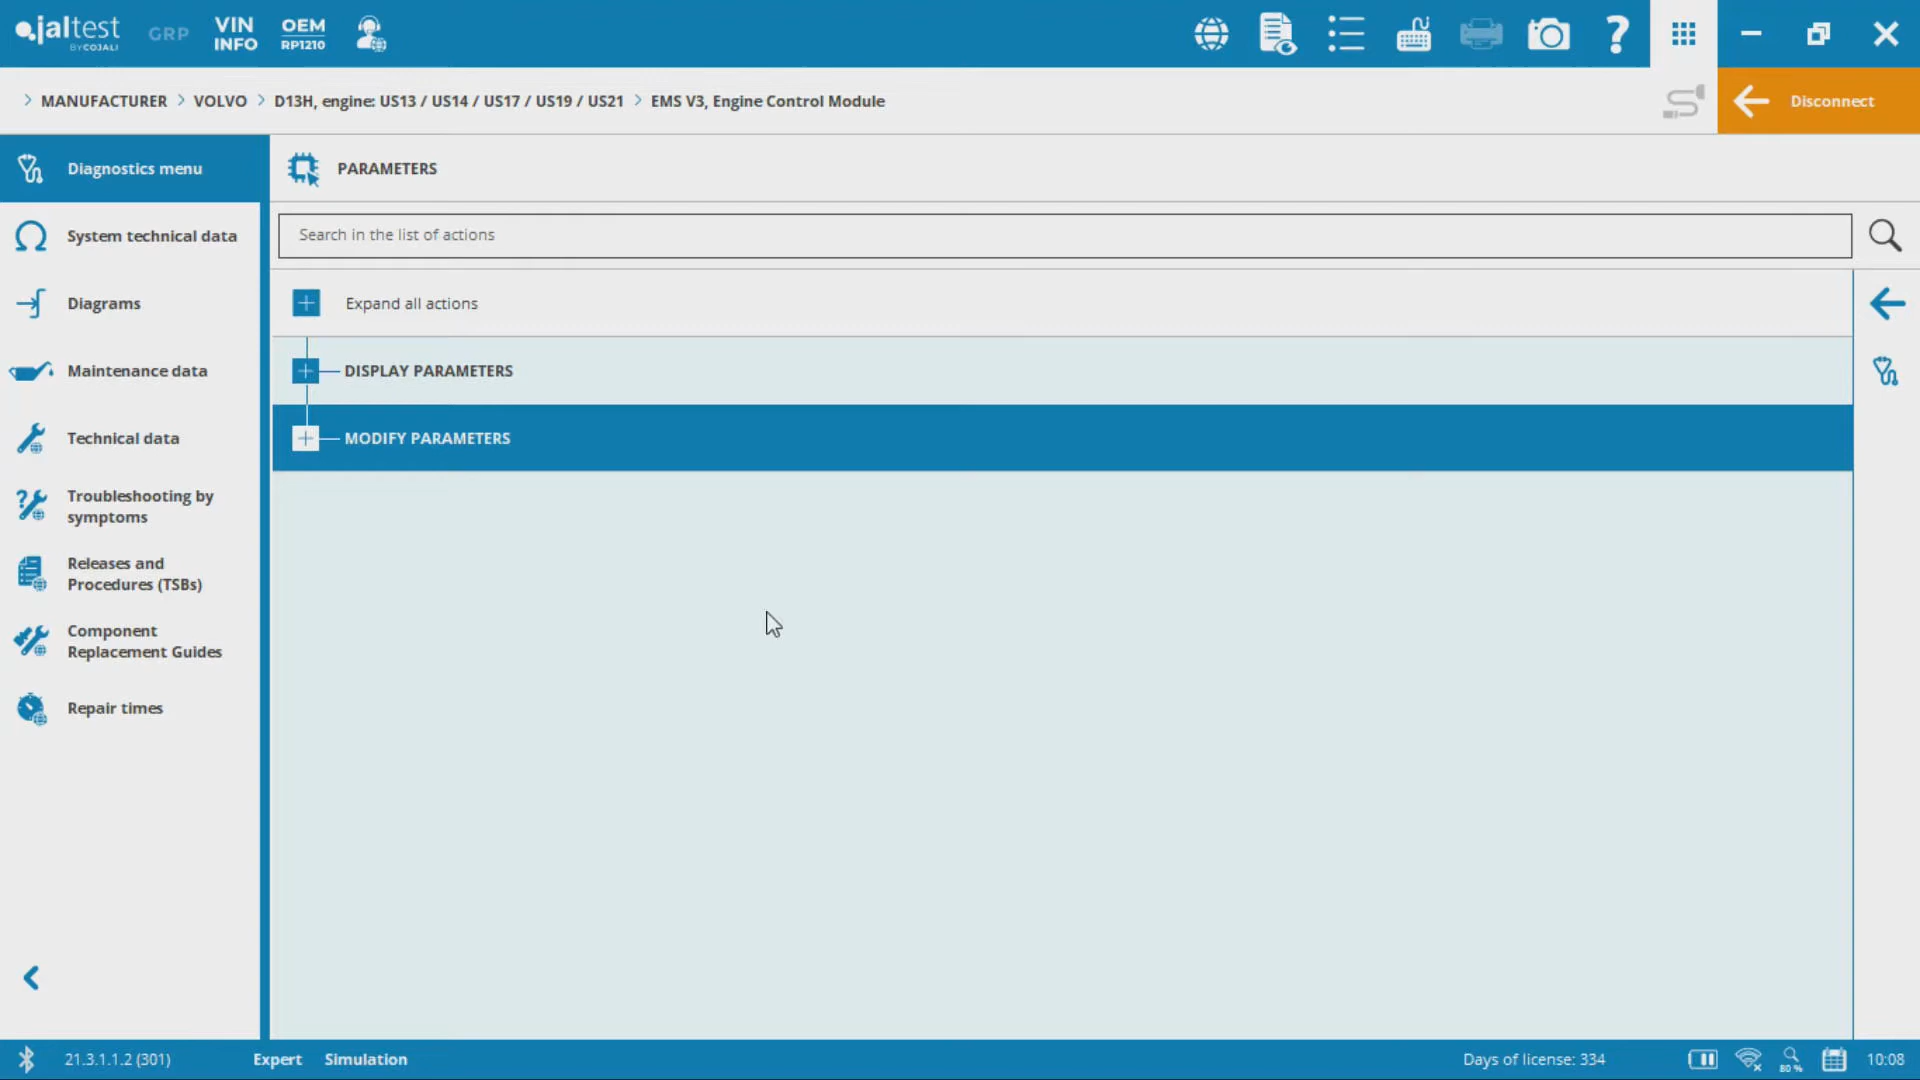 jaltest
BY COJALI
GRP
VIN
INFO
OEM
RP1210
MANUFACTURER > VOLVO > D13H, engine: US13 / US14 / US17 / US19 / US21 > EMS V3, Engine Control Module
Disconnect
Diagnostics menu
PARAMETERS
System technical data
Search in the list of actions
Diagrams
Expand all actions
Maintenance data
DISPLAY PARAMETERS
Technical data
MODIFY PARAMETERS
Troubleshooting by
symptoms
Releases and
Procedures (TSBs)
Component
Replacement Guides
Repair times
21.3.1.1.2 (301)
Expert
Simulation
Days of license: 334
80 %
10:08